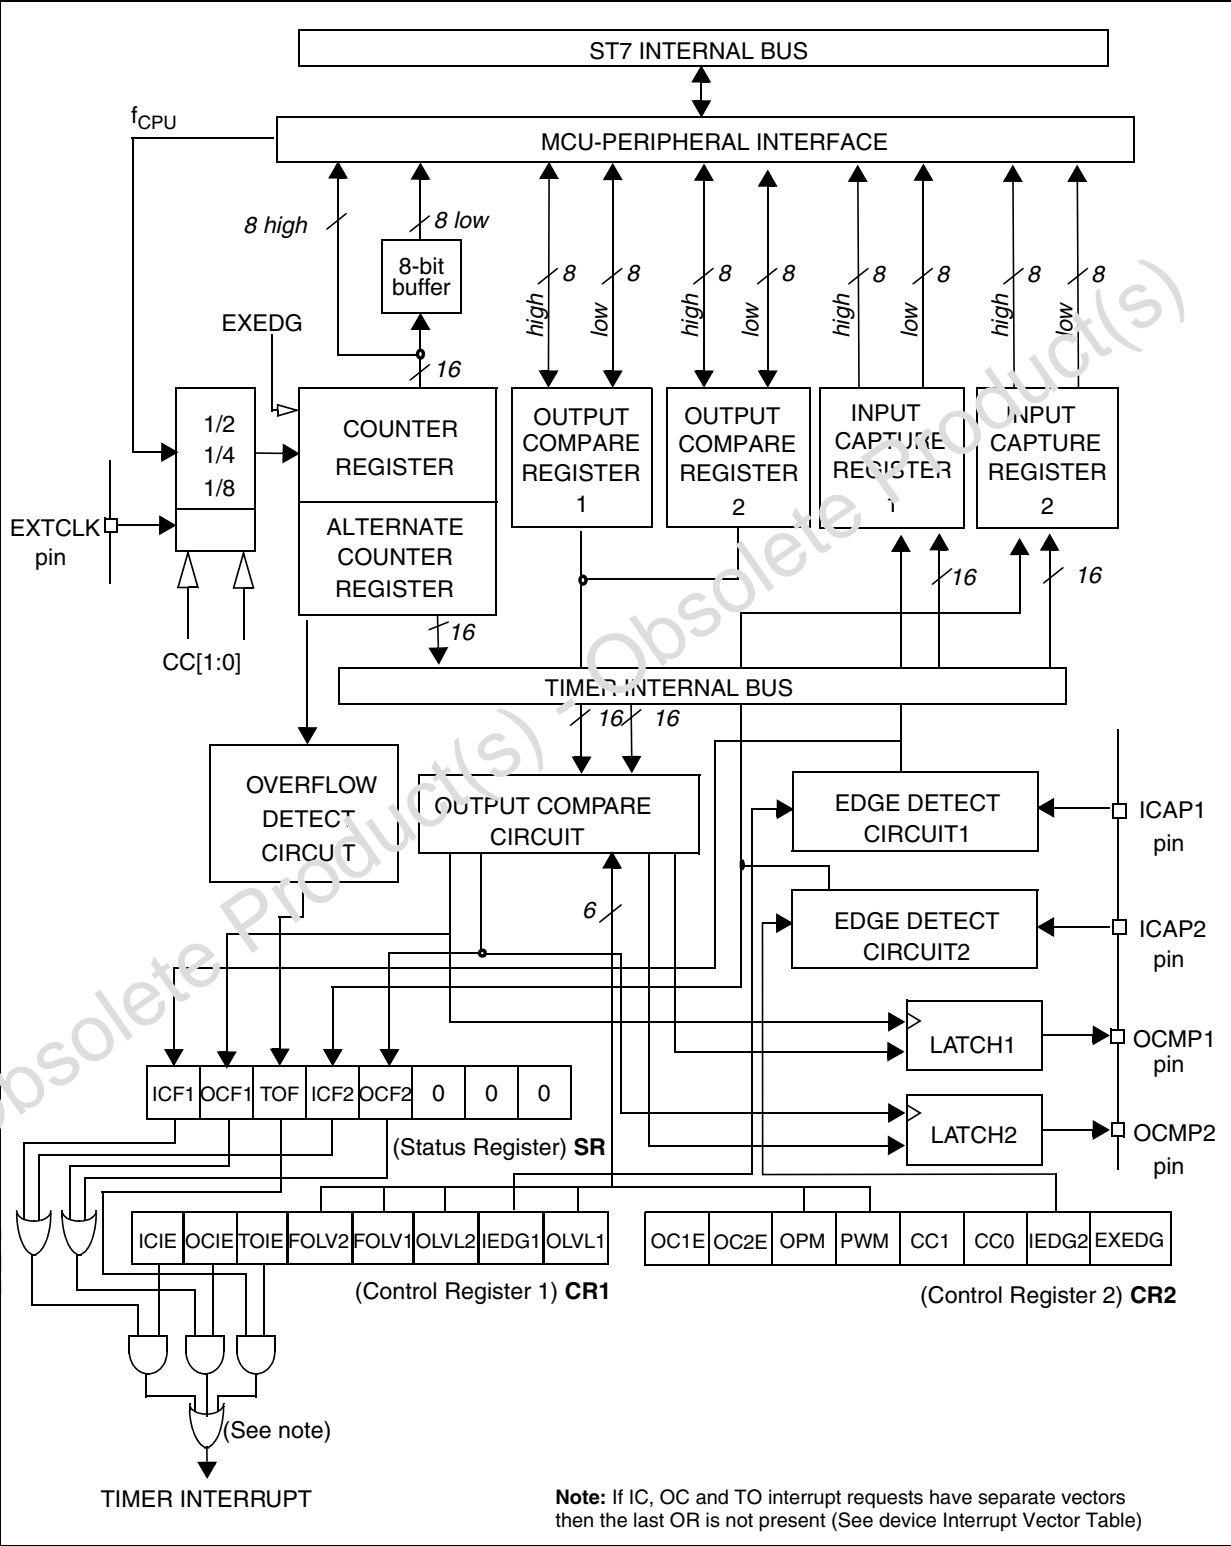 ST7 INTERNAL BUS
fCPU
MCU-PERIPHERAL INTERFACE
8 high
8 low
8-bit
buffer
high
8
low
8
high
8
low
8
high
8
low
8
high
8
low
8
EXEDG
16
1/2
1/4
1/8
COUNTER
REGISTER
ALTERNATE
COUNTER
REGISTER
OUTPUT
COMPARE
REGISTER
1
OUTPUT
COMPARE
REGISTER
2
INPUT
CAPTURE
REGISTER
1
INPUT
CAPTURE
REGISTER
2
EXTCLK
pin
CC[1:0]
16
16
16
TIMER INTERNAL BUS
16
16
OVERFLOW
DETECT
CIRCUIT
OUTPUT COMPARE
CIRCUIT
EDGE DETECT
CIRCUIT1
ICAP1
pin
6
EDGE DETECT
CIRCUIT2
ICAP2
pin
LATCH1
OCMP1
pin
LATCH2
OCMP2
pin
ICF1 OCF1 TOF ICF2 OCF2 0 0 0
(Status Register) SR
ICIE OCIE TOIE FOLV2 FOLV1 OLVL2 IEDG1 OLVL1
(Control Register 1) CR1
OC1E OC2E OPM PWM CC1 CC0 IEDG2 EXEDG
(Control Register 2) CR2
(See note)
TIMER INTERRUPT
Note: If IC, OC and TO interrupt requests have separate vectors
then the last OR is not present (See device Interrupt Vector Table)
Obsolete Product(s) - Obsolete Product(s)